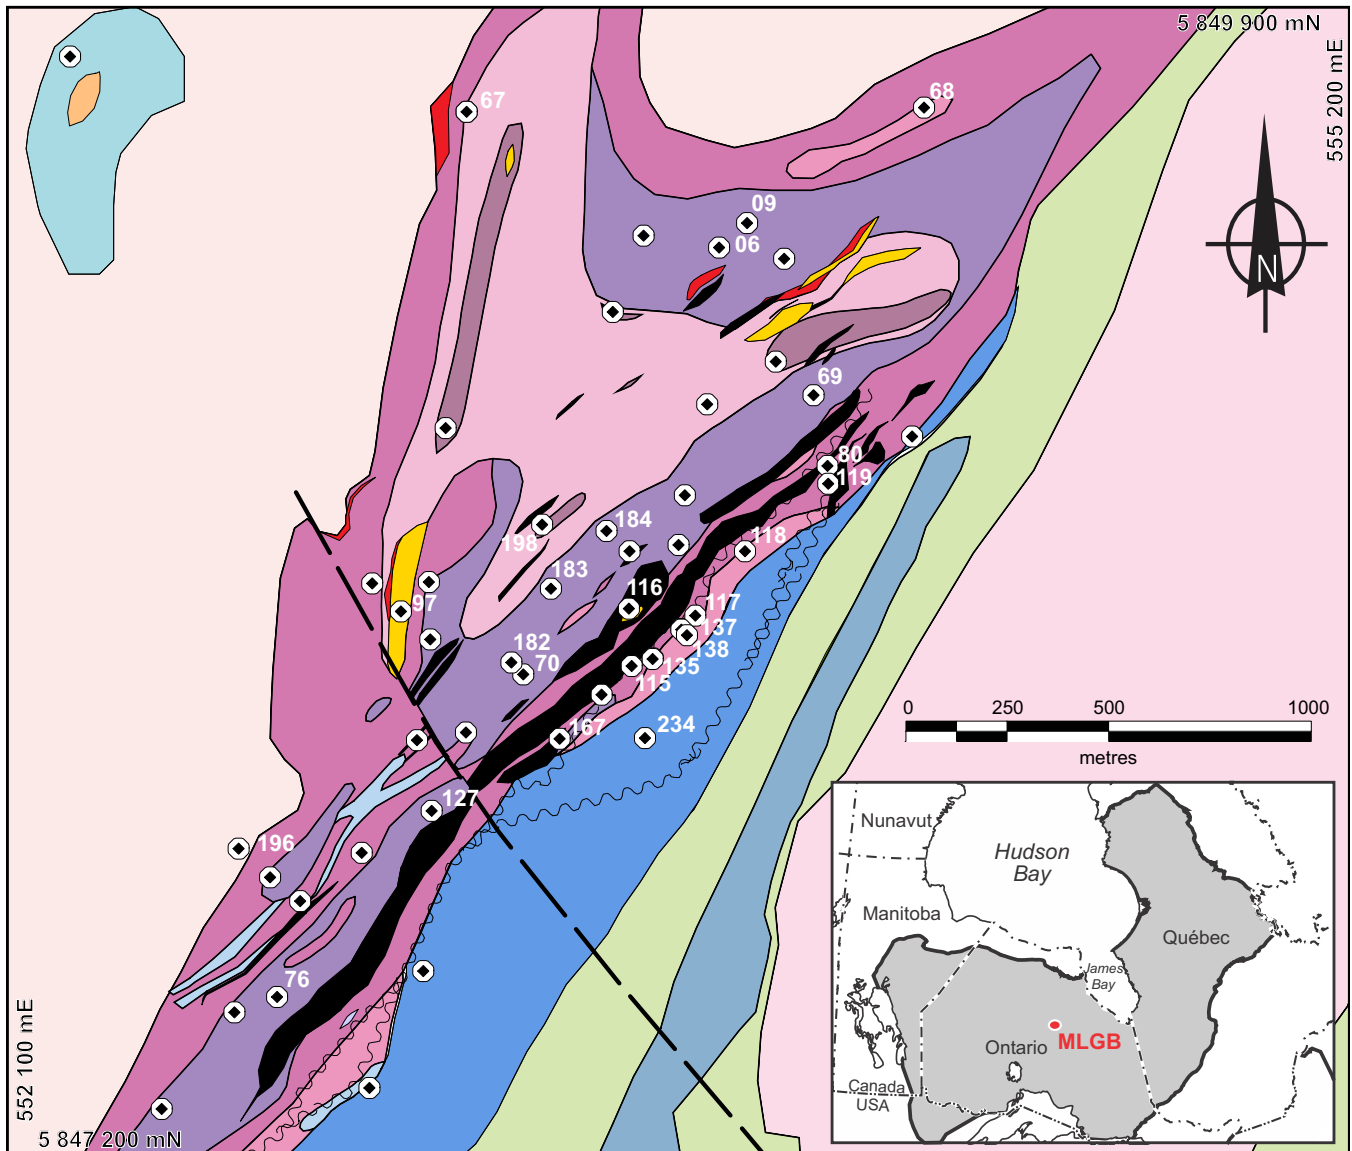 5 849 900 mN
555 200 mE
67
68
09
06
N
69
80
119
198
184
118
183
116
97
117
137
138
182
70
135
115
167
234
0 250 500 1000
metres
127
196
76
552 100 mE
5 847 200 mN
Nunavut
Hudson
Bay
Manitoba
Québec
James
Bay
Ontario
MLGB
Canada
USA